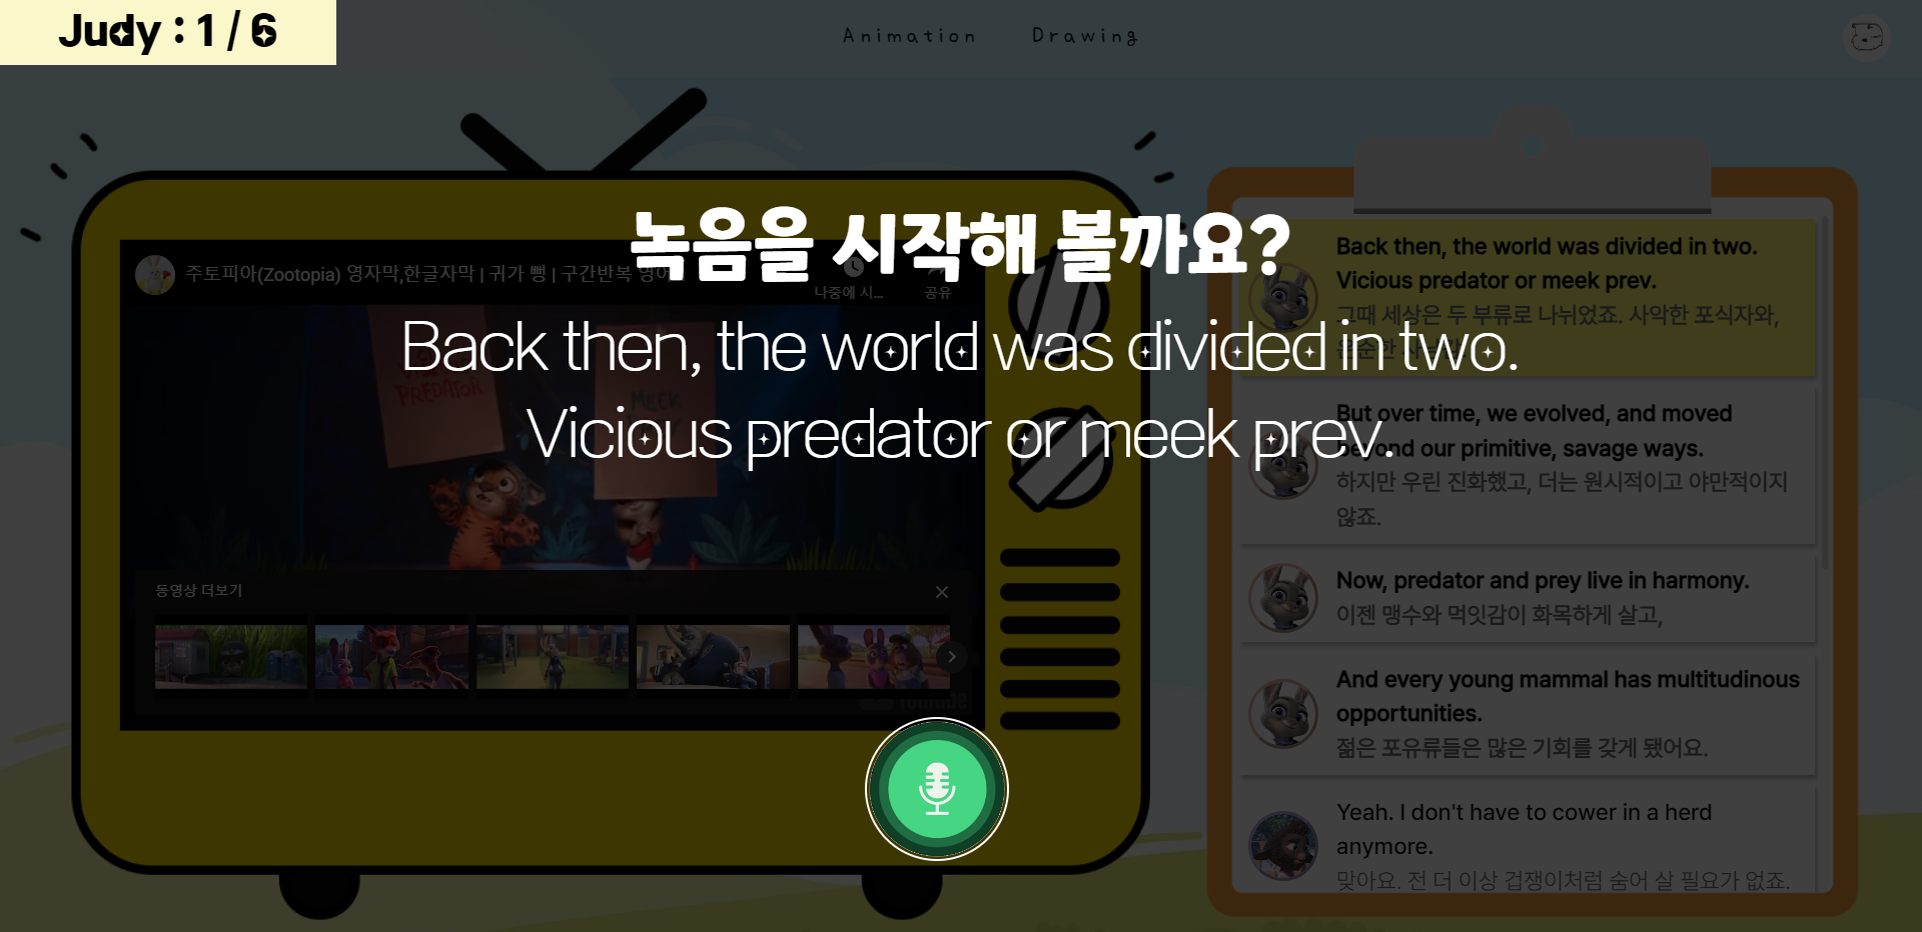 Judy : 1 / 6
Animation
Drawing
녹음을 시작해 볼까요?
Back then, the world was divided in two.
Vicious predator or meek prev.
주토피아(Zootopia) 영자막,한글자막 | 귀가 뻥 | 구간반복 영어
나중에 시...
공유
PREDATOR
MEEK
동영상 더보기
Back then, the world was divided in two.
Vicious predator or meek prev.
그때 세상은 두 부류로 나뉘었죠. 사악한 포식자와,
온순한 사냥감.
But over time, we evolved, and moved
beyond our primitive, savage ways.
하지만 우린 진화했고, 더는 원시적이고 야만적이지
않죠.
Now, predator and prey live in harmony.
이젠 맹수와 먹잇감이 화목하게 살고,
And every young mammal has multitudinous
opportunities.
젊은 포유류들은 많은 기회를 갖게 됐어요.
Yeah. I don't have to cower in a herd
anymore.
맞아요. 전 더 이상 겁쟁이처럼 숨어 살 필요가 없죠.